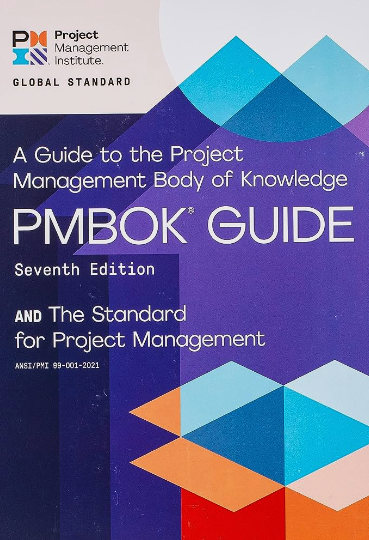 Project
Management
Institute.
GLOBAL STANDARD
A Guide to the Project
Management Body of Knowledge
PMBOK® GUIDE
Seventh Edition
AND The Standard
for Project Management
ANSI/PMI 99-001-2021